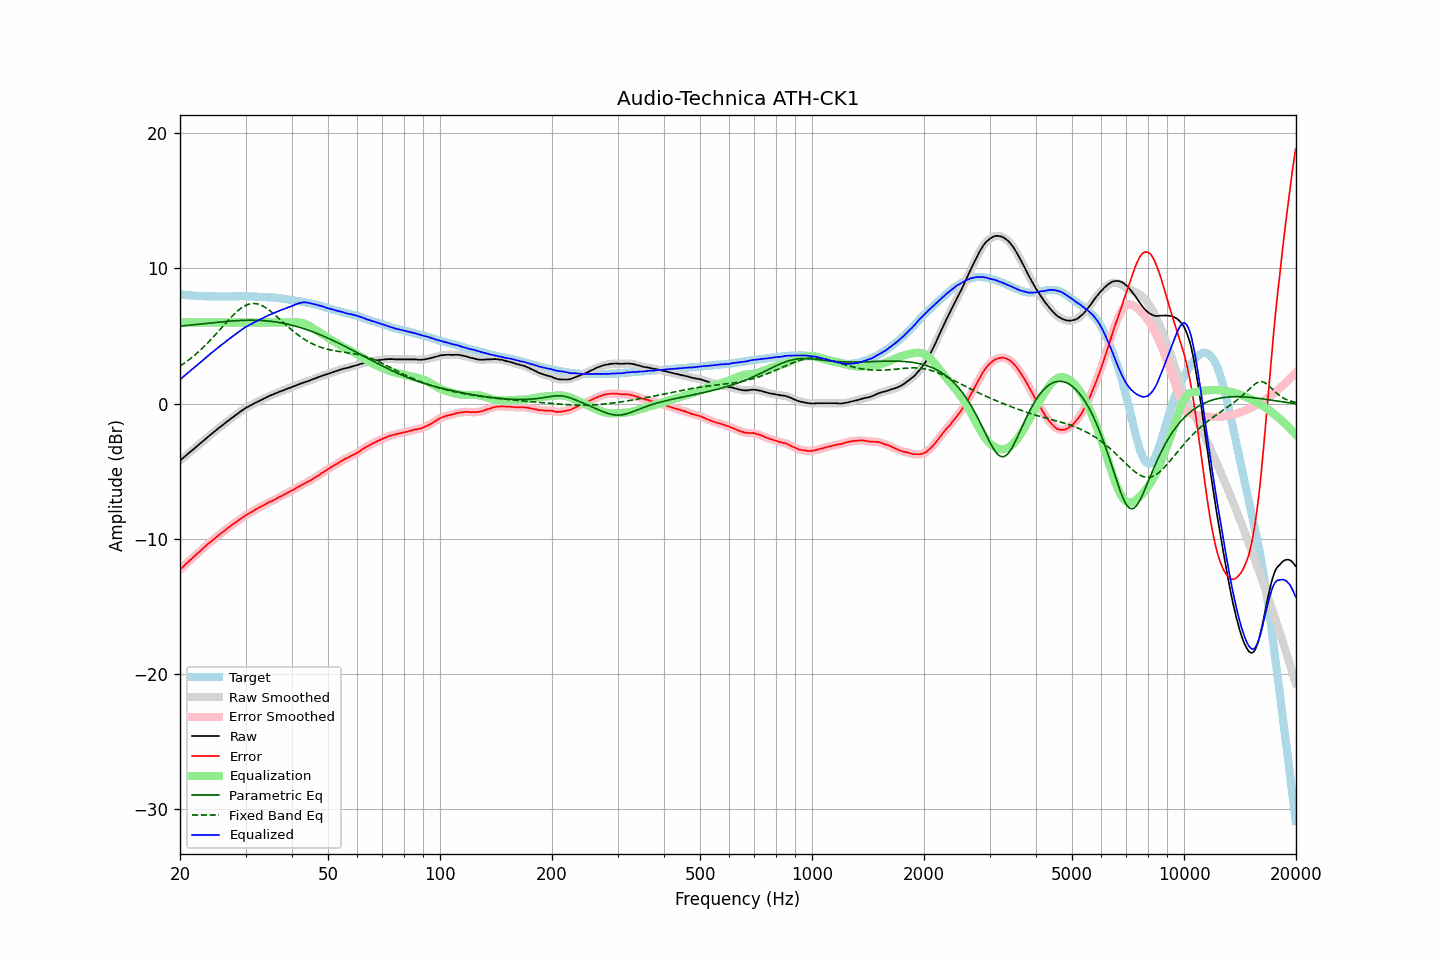 Audio-Technica ATH-CK1
20
10
0
−10
−20
−30
Amplitude (dBr)
Target
Raw Smoothed
Error Smoothed
Raw
Error
Equalization
Parametric Eq
Fixed Band Eq
Equalized
20 50 100 200 500 1000 2000 5000 10000 20000
Frequency (Hz)